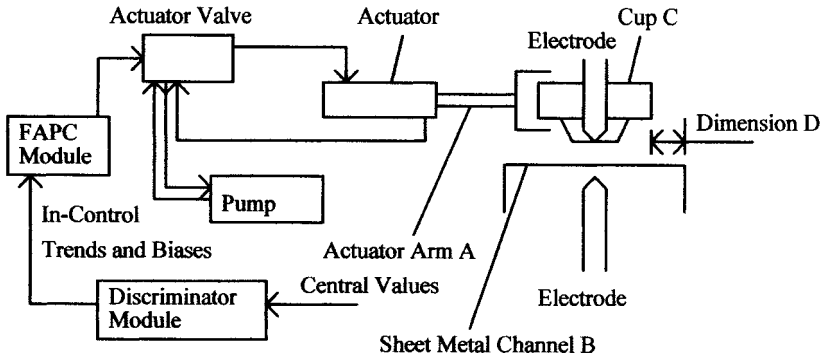 Actuator Valve
Actuator
Cup C
Electrode
FAPC
Module
Dimension D
Pump
In-Control
Trends and Biases
Actuator Arm A
Central Values
Discriminator
Module
Electrode
Sheet Metal Channel B